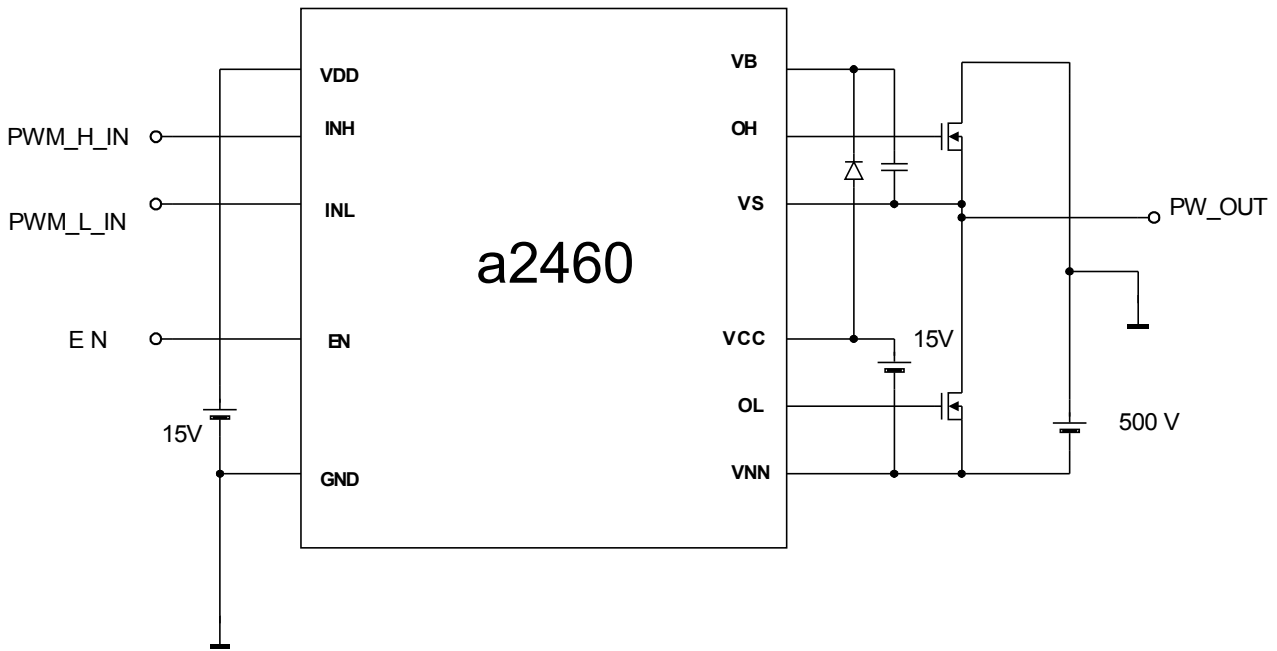 VDD
VB
PWM_H_IN
INH
OH
PWM_L_IN
INL
VS
PW_OUT
a2460
E N
EN
VCC
15V
OL
15V
500 V
GND
VNN